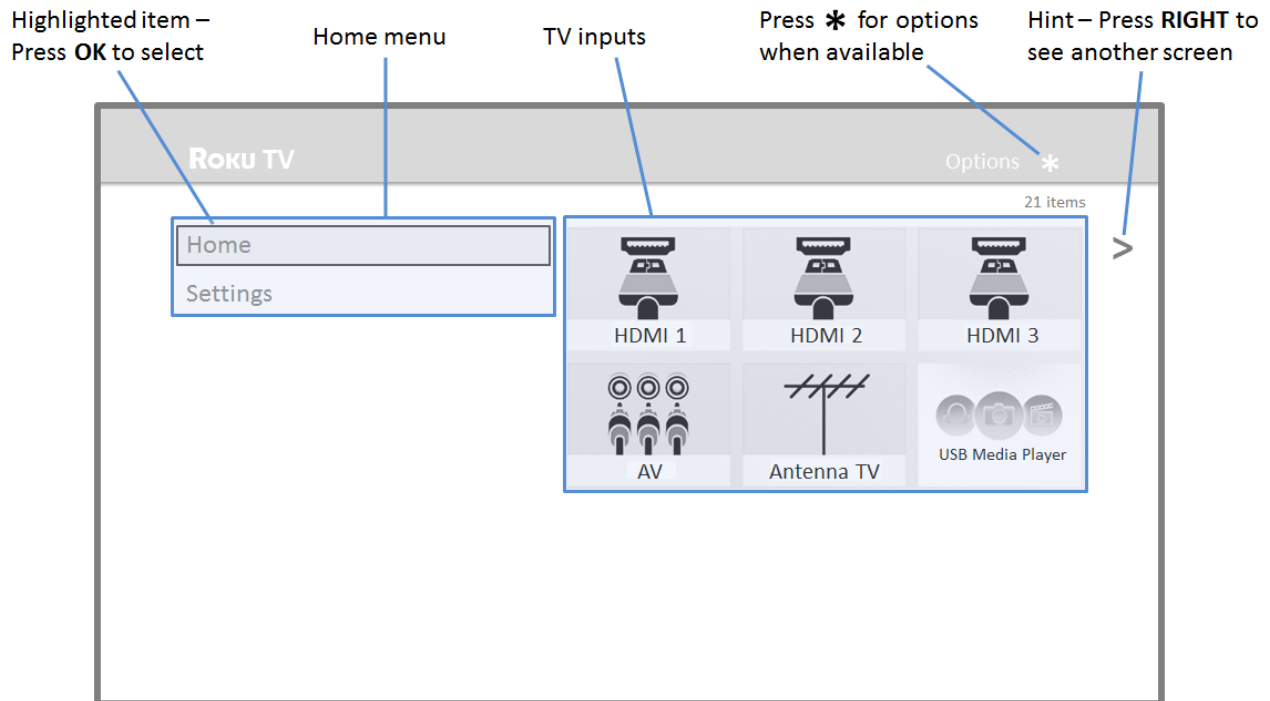 Highlighted item –
Press OK to select
Home menu
TV inputs
Press * for options
when available
Hint – Press RIGHT to
see another screen
ROKU TV
Options *
21 items
Home
Settings
>
HDMI 1
HDMI 2
HDMI 3
AV
Antenna TV
USB Media Player